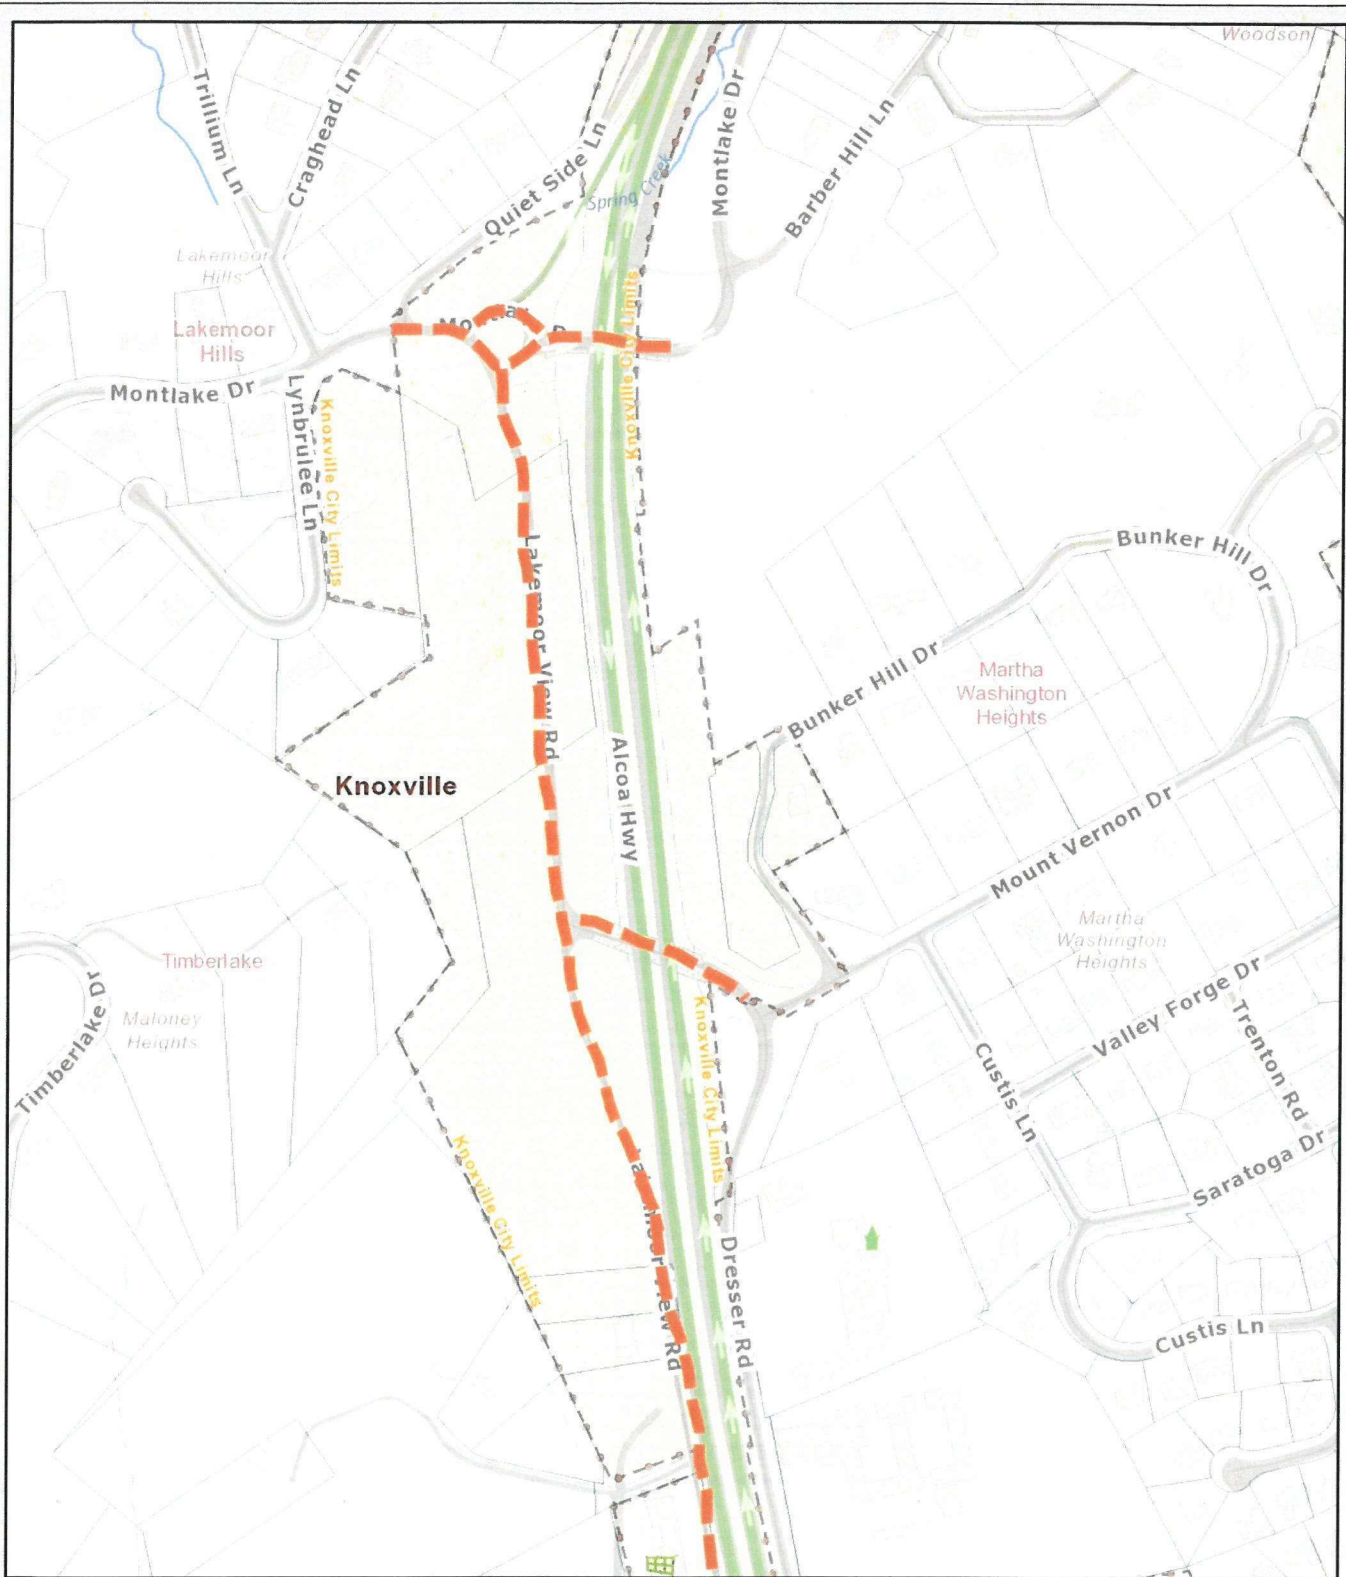 Woodson
Trillium Ln
Craghead Ln
Quiet Side Ln
Spring Creek
Montlake Dr
Barber Hill Ln
Lakemoor
Hills
Lakemoor
Hills
Montlake Dr
Lynbrulee Ln
Knoxville City Limits
Knoxville City Limits
Lakemoor View Rd
Alcoa Hwy
Bunker Hill Dr
Bunker Hill Dr
Martha
Washington
Heights
Knoxville
Mount Vernon Dr
Martha
Washington
Heights
Timberlake
Timberlake Dr
Maloney
Heights
Valley Forge Dr
Trenton Rd
Custis Ln
Saratoga Dr
Knoxville City Limits
Knoxville City Limits
Dresser Rd
Custis Ln